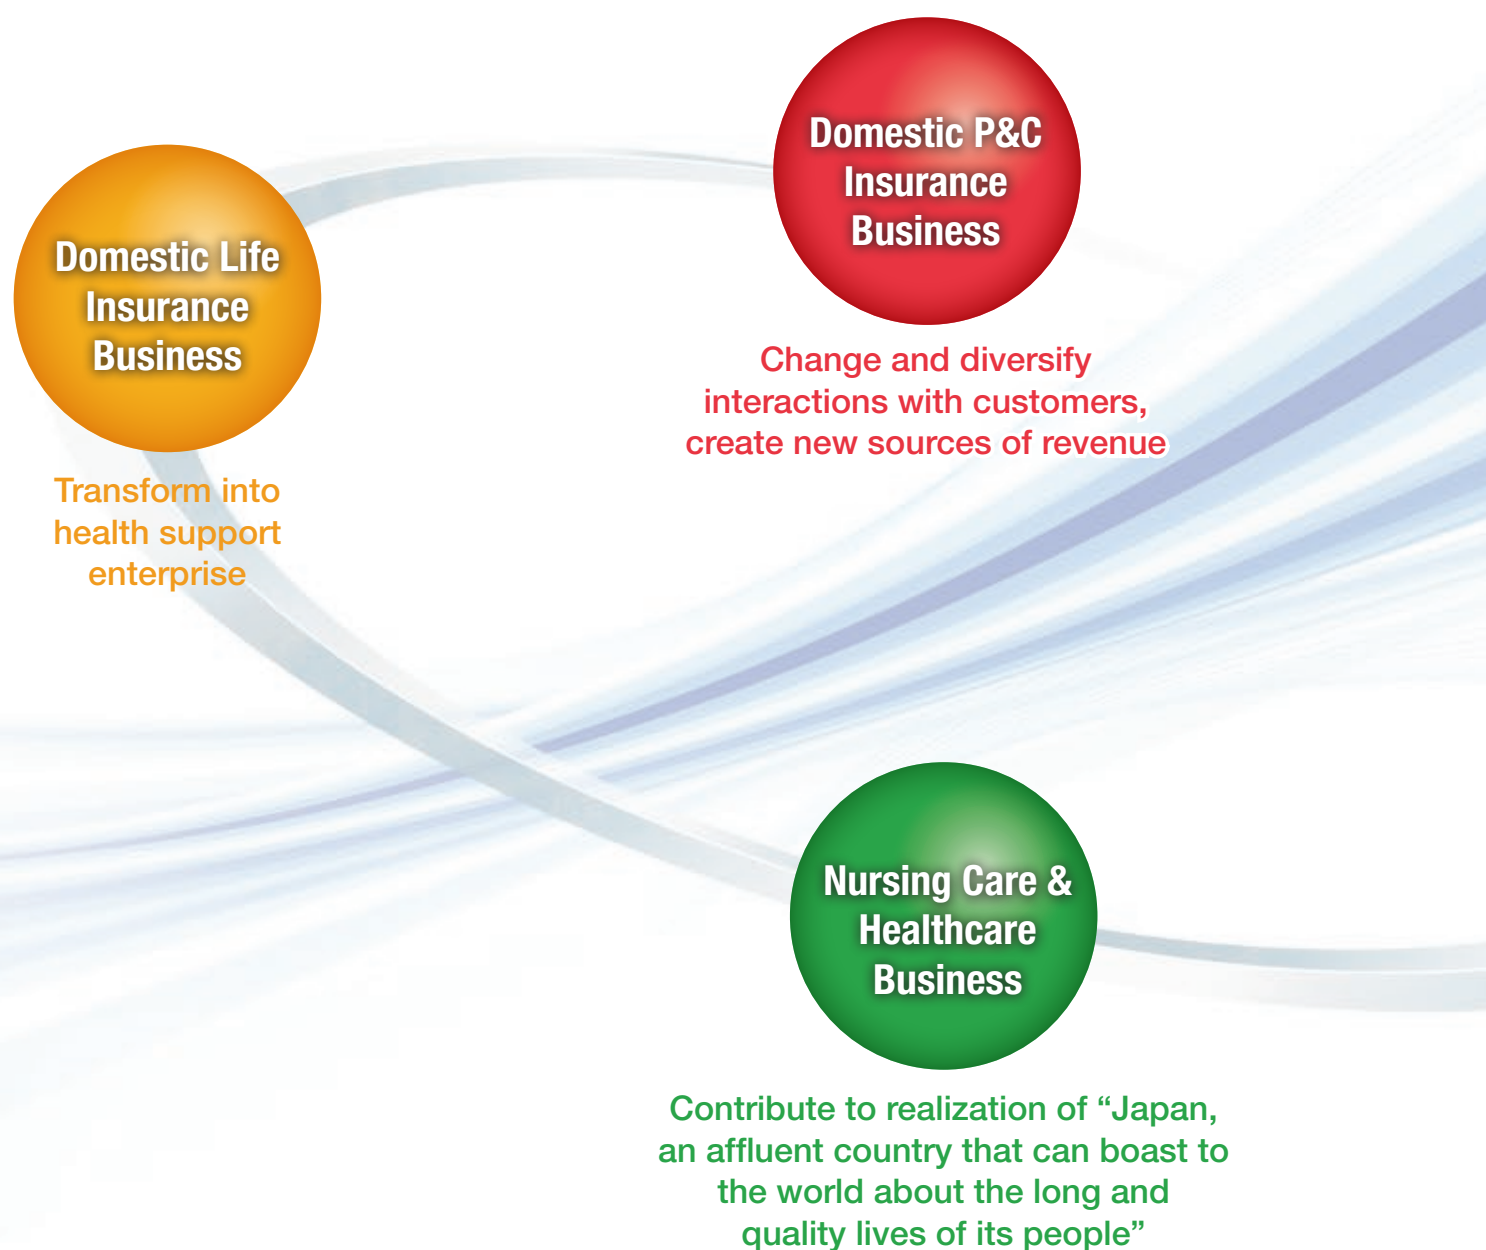 Domestic P&C
Insurance
Business
Change and diversify
interactions with customers,
create new sources of revenue
Domestic Life
Insurance
Business
Transform into
health support
enterprise
Nursing Care &
Healthcare
Business
Contribute to realization of “Japan,
an affluent country that can boast to
the world about the long and
quality lives of its people”